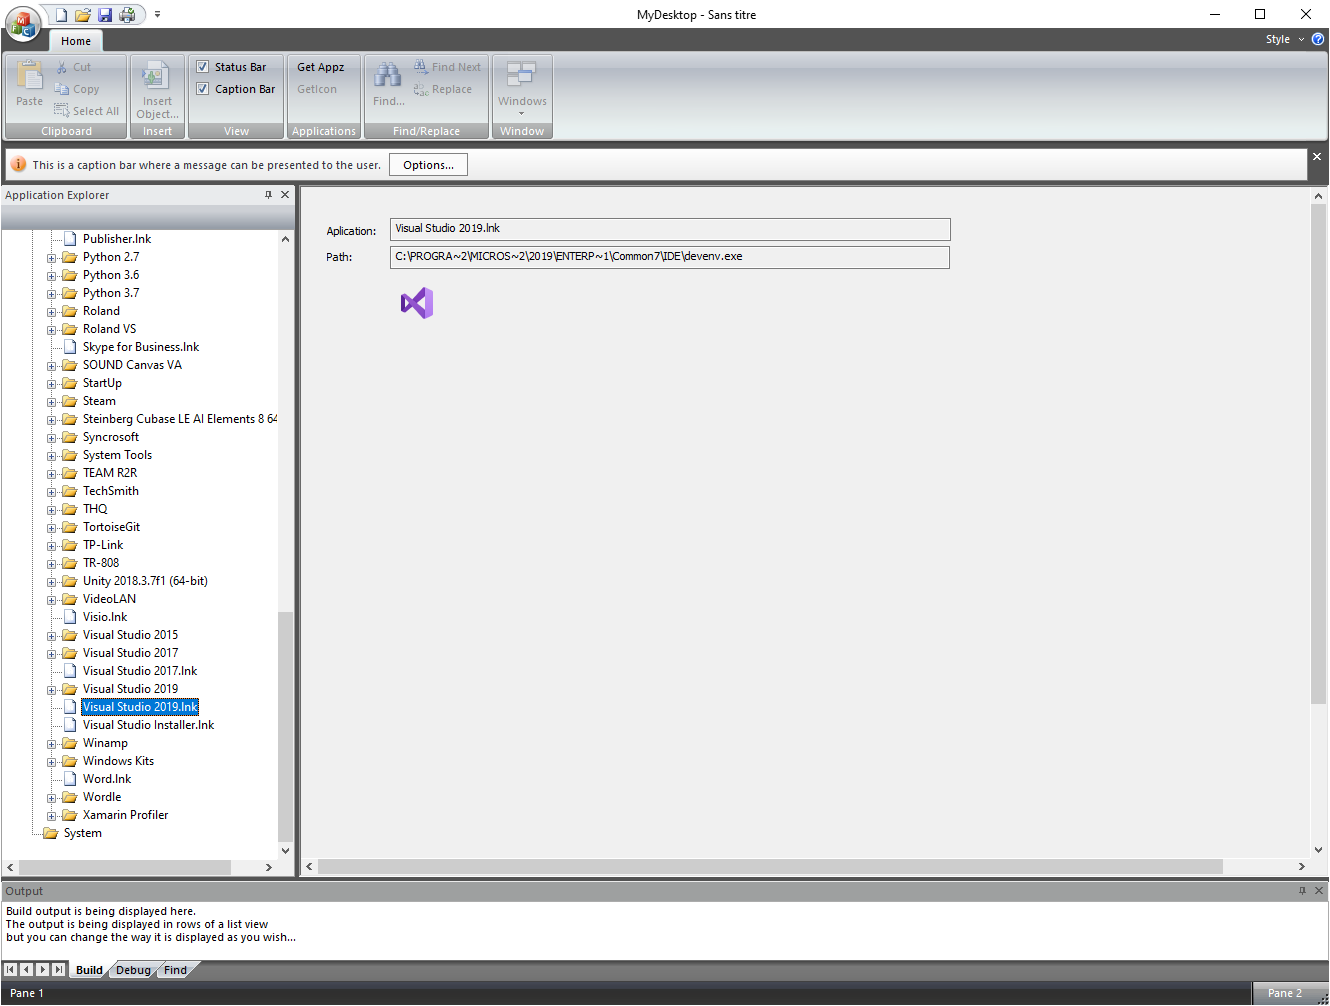 MyDesktop - Sans titre
Home
Style
Paste
Cut
Copy
Select All
Clipboard
Insert
Object...
Insert
Status Bar
Caption Bar
View
Get Appz
GetIcon
Applications
Find...
Find Next
Replace
Find/Replace
Windows
Window
This is a caption bar where a message can be presented to the user.
Options...
Application Explorer
Publisher.lnk
Python 2.7
Python 3.6
Python 3.7
Roland
Roland VS
Skype for Business.lnk
SOUND Canvas VA
StartUp
Steam
Steinberg Cubase LE AI Elements 8 64
Syncrosoft
System Tools
TEAM R2R
TechSmith
THQ
TortoiseGit
TP-Link
TR-808
Unity 2018.3.7f1 (64-bit)
VideoLAN
Visio.lnk
Visual Studio 2015
Visual Studio 2017
Visual Studio 2017.lnk
Visual Studio 2019
Visual Studio 2019.lnk
Visual Studio Installer.lnk
Winamp
Windows Kits
Word.lnk
Wordle
Xamarin Profiler
System
Aplication: Visual Studio 2019.lnk
Path: C:\PROGRA~2\MICROS~2\2019\ENTERP~1\Common7\IDE\devenv.exe
Output
Build output is being displayed here.
The output is being displayed in rows of a list view
but you can change the way it is displayed as you wish...
Build Debug Find
Pane 1
Pane 2